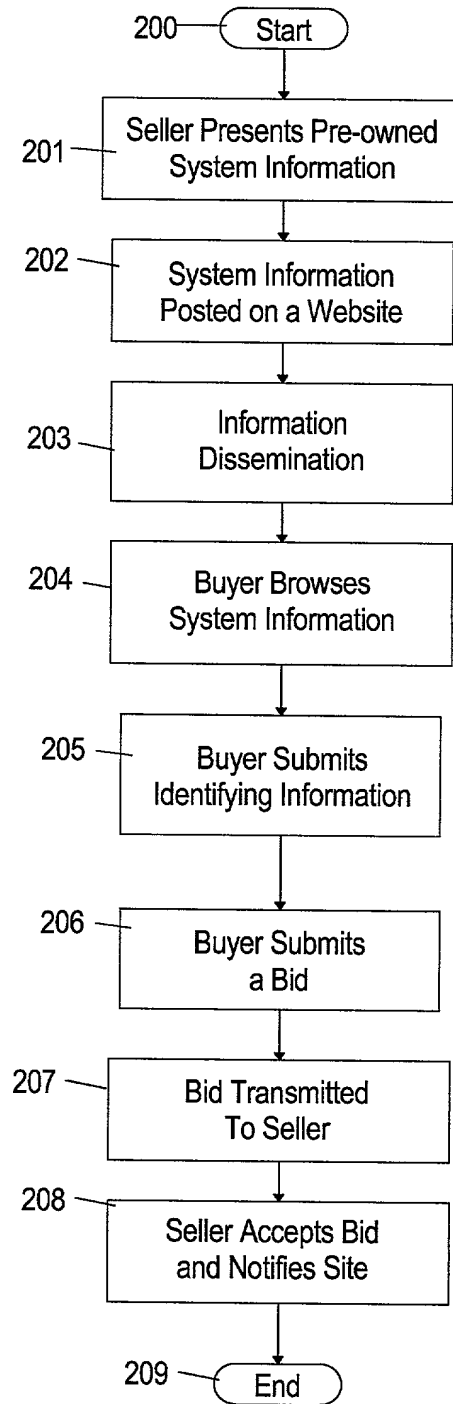 200
Start
201
Seller Presents Pre-owned
System Information
202
System Information
Posted on a Website
203
Information
Dissemination
204
Buyer Browses
System Information
205
Buyer Submits
Identifying Information
206
Buyer Submits
a Bid
207
Bid Transmitted
To Seller
208
Seller Accepts Bid
and Notifies Site
209
End